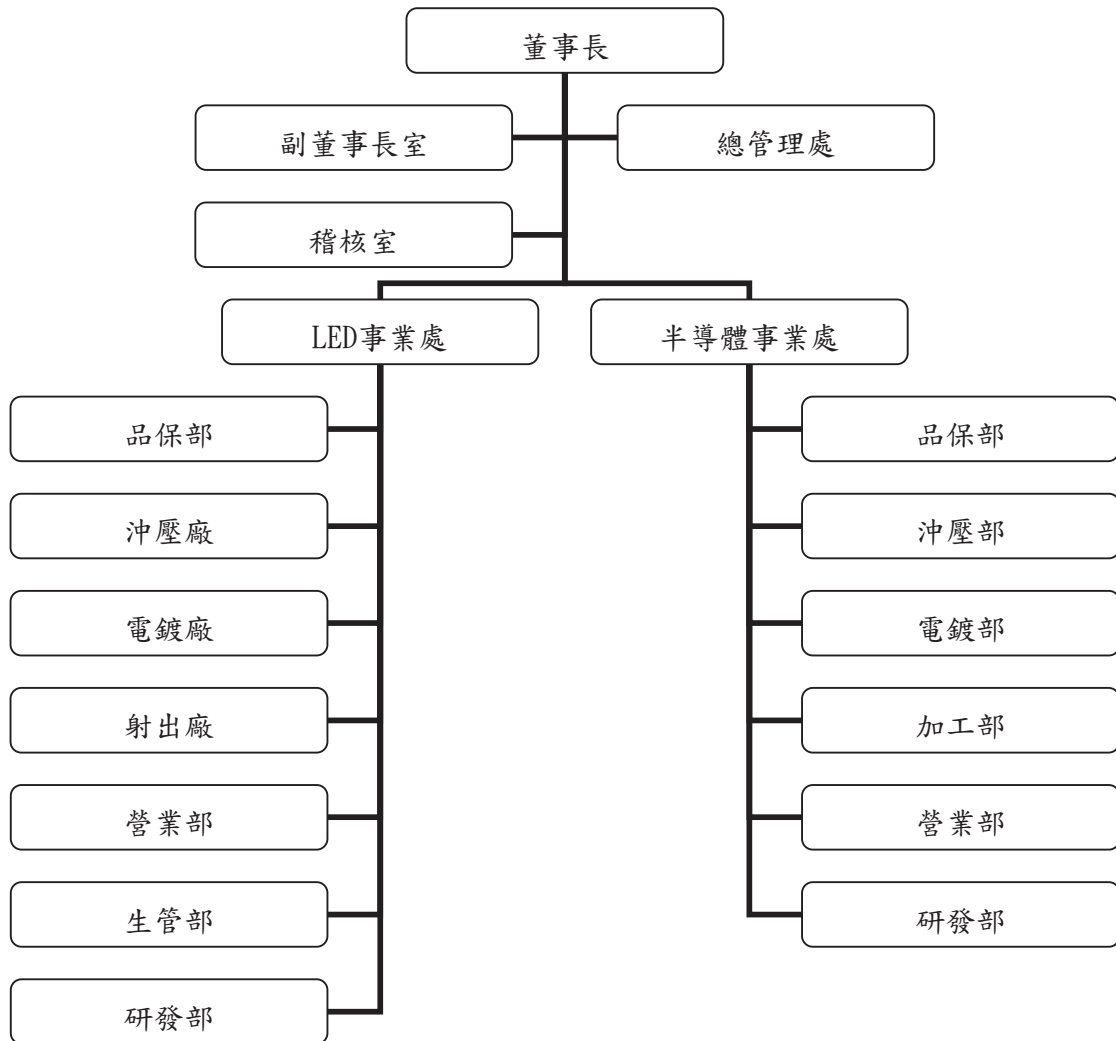 董事長
副董事長室
總管理處
稽核室
LED事業處
半導體事業處
品保部
品保部
沖壓廠
沖壓部
電鍍廠
電鍍部
射出廠
加工部
營業部
營業部
生管部
研發部
研發部